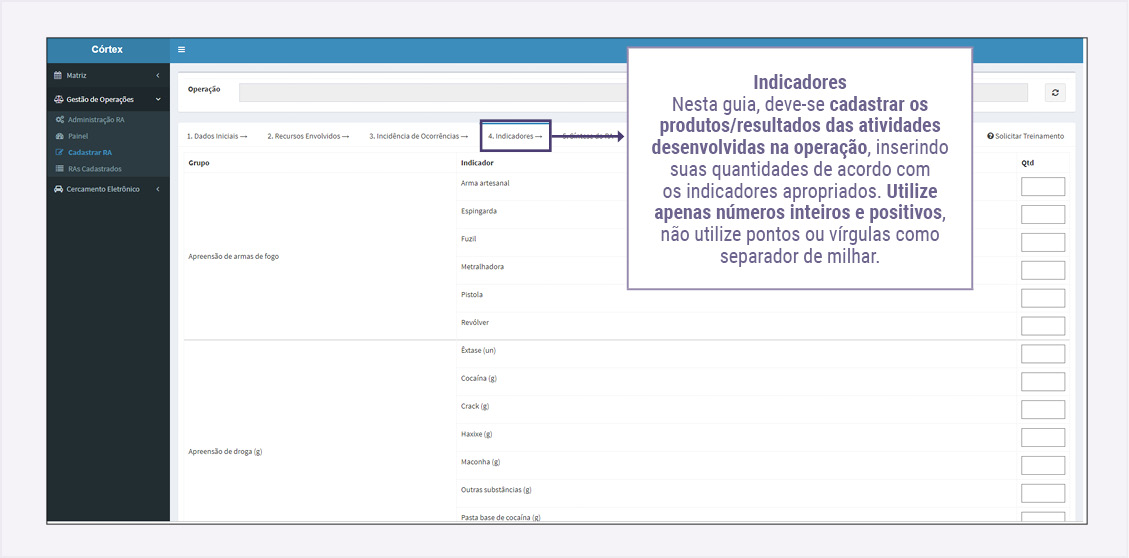 Córtex
Matriz
Gestão de Operações
Administração RA
Painel
Cadastrar RA
RAs Cadastrados
Cercamento Eletrônico
Operação
1. Dados Iniciais →
2. Recursos Envolvidos →
3. Incidência de Ocorrências →
4. Indicadores →
5. Síntese do RA
Solicitar Treinamento
Indicadores
Nesta guia, deve-se cadastrar os
produtos/resultados das atividades
desenvolvidas na operação, inserindo
suas quantidades de acordo com
os indicadores apropriados. Utilize
apenas números inteiros e positivos,
não utilize pontos ou vírgulas como
separador de milhar.
Grupo
Indicador
Qtd
Apreensão de armas de fogo
Arma artesanal
Espingarda
Fuzil
Metralhadora
Pistola
Revólver
Apreensão de droga (g)
Êxtase (un)
Cocaína (g)
Crack (g)
Haxixe (g)
Maconha (g)
Outras substâncias (g)
Pasta base de cocaína (g)